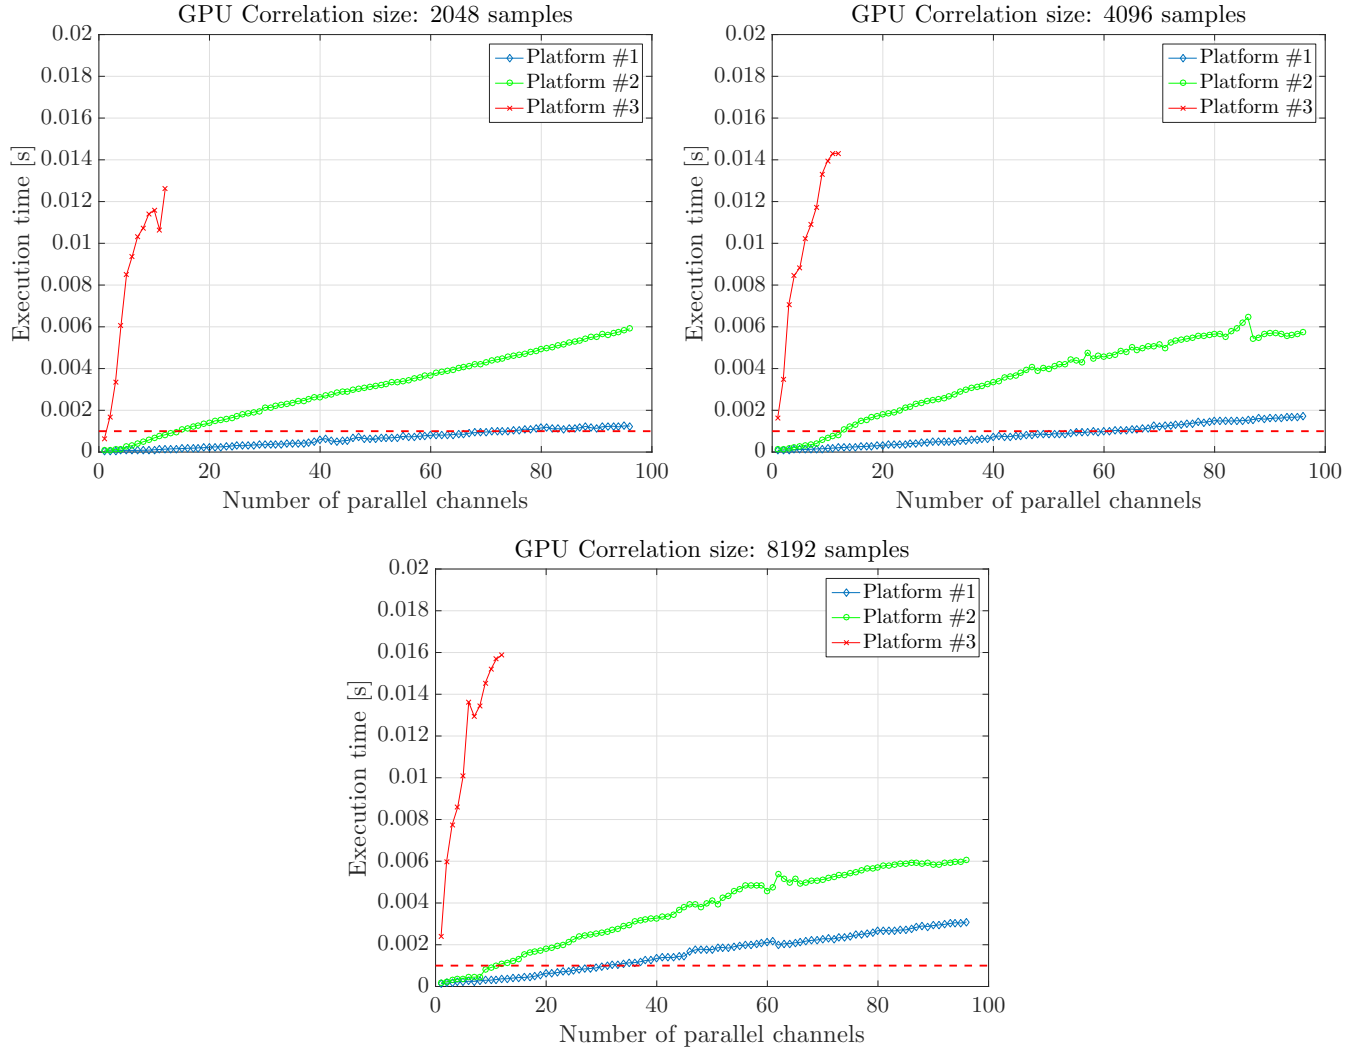 GPU Correlation size: 2048 samples
0.02
0.018
0.016
0.014
0.012
0.01
0.008
0.006
0.004
0.002
0
Execution time [s]
Platform #1
Platform #2
Platform #3
0
20
40
60
80
100
Number of parallel channels
GPU Correlation size: 4096 samples
0.02
0.018
0.016
0.014
0.012
0.01
0.008
0.006
0.004
0.002
0
Execution time [s]
Platform #1
Platform #2
Platform #3
0
20
40
60
80
100
Number of parallel channels
GPU Correlation size: 8192 samples
0.02
0.018
0.016
0.014
0.012
0.01
0.008
0.006
0.004
0.002
0
Execution time [s]
Platform #1
Platform #2
Platform #3
0
20
40
60
80
100
Number of parallel channels